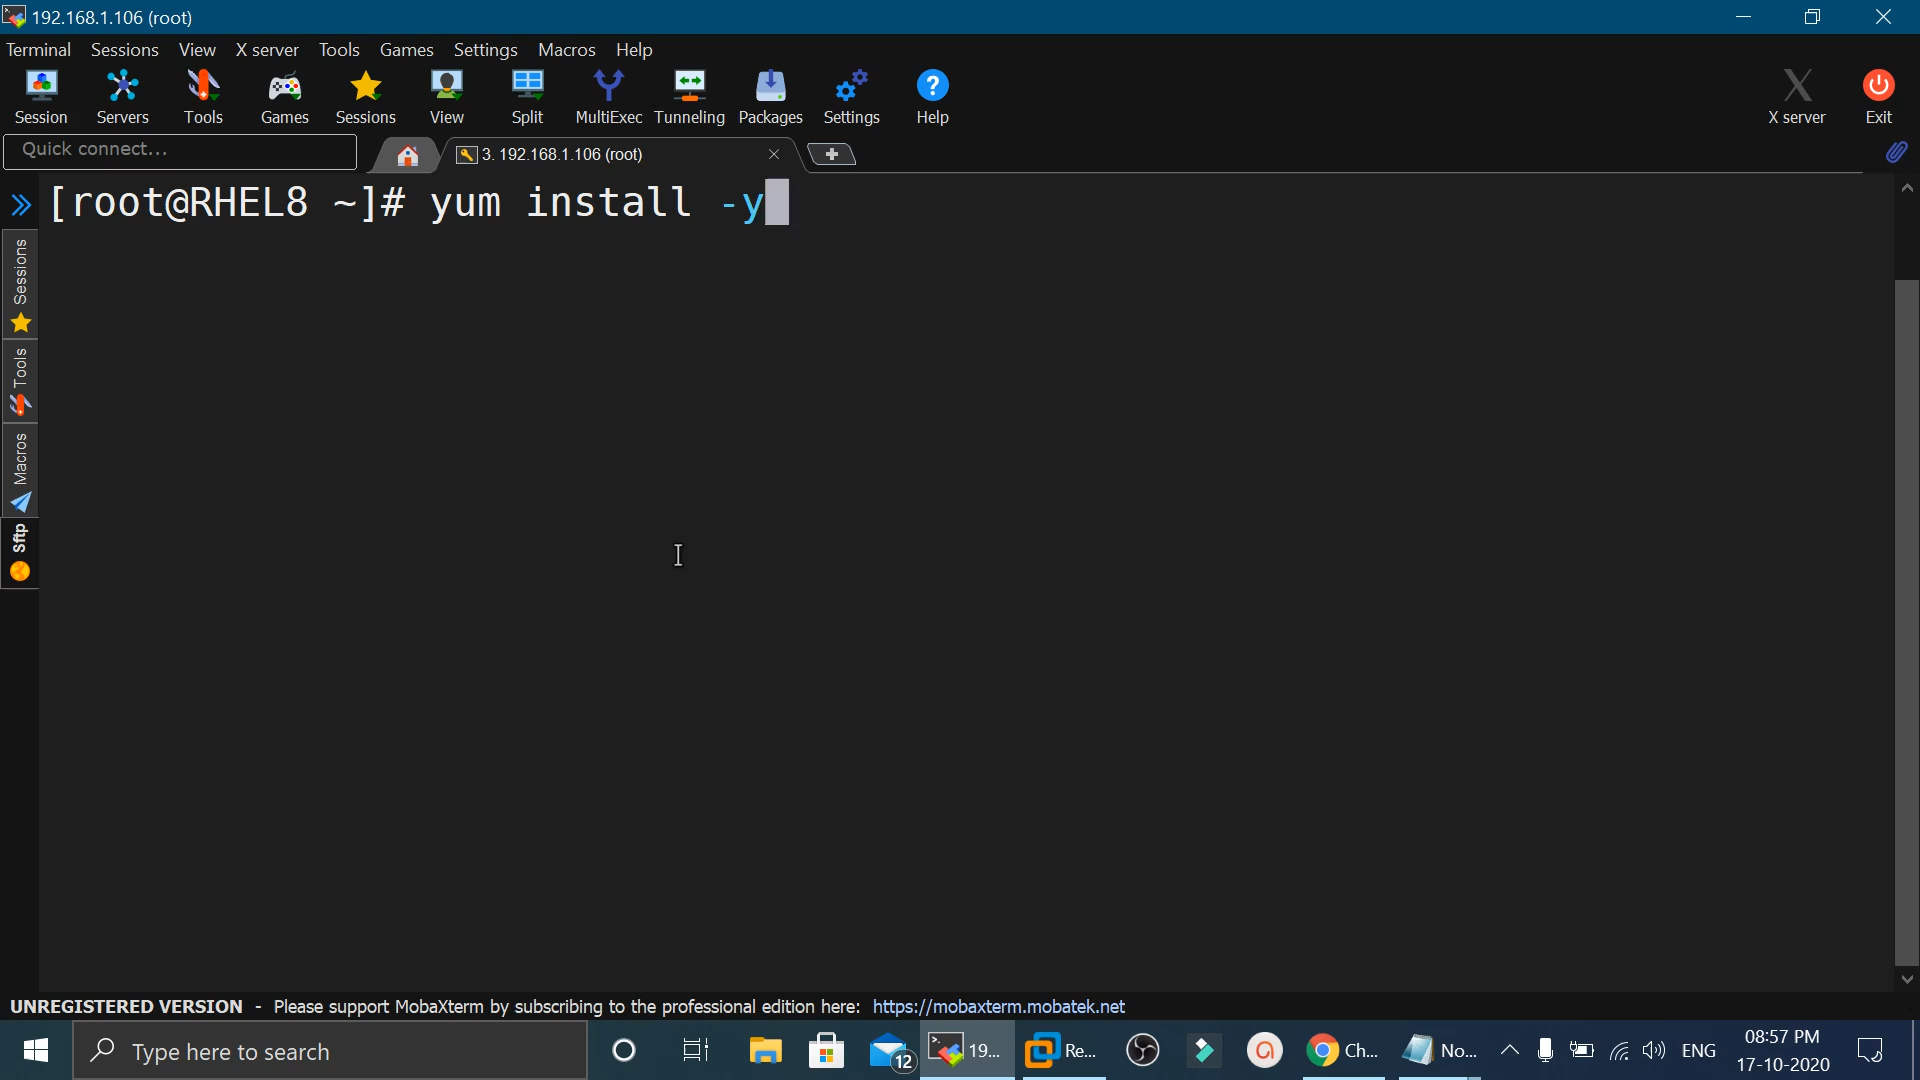 192.168.1.106 (root)
Terminal Sessions View X server Tools Games Settings Macros Help
Session Servers Tools Games Sessions View Split MultiExec Tunneling Packages Settings Help X server Exit
Quick connect...
3. 192.168.1.106 (root)
[root@RHEL8 ~]# yum install -y
Sessions
Tools
Macros
Sftp
UNREGISTERED VERSION - Please support MobaXterm by subscribing to the professional edition here: https://mobaxterm.mobatek.net
Type here to search
12
19...
Re...
Ch...
No...
ENG
08:57 PM
17-10-2020